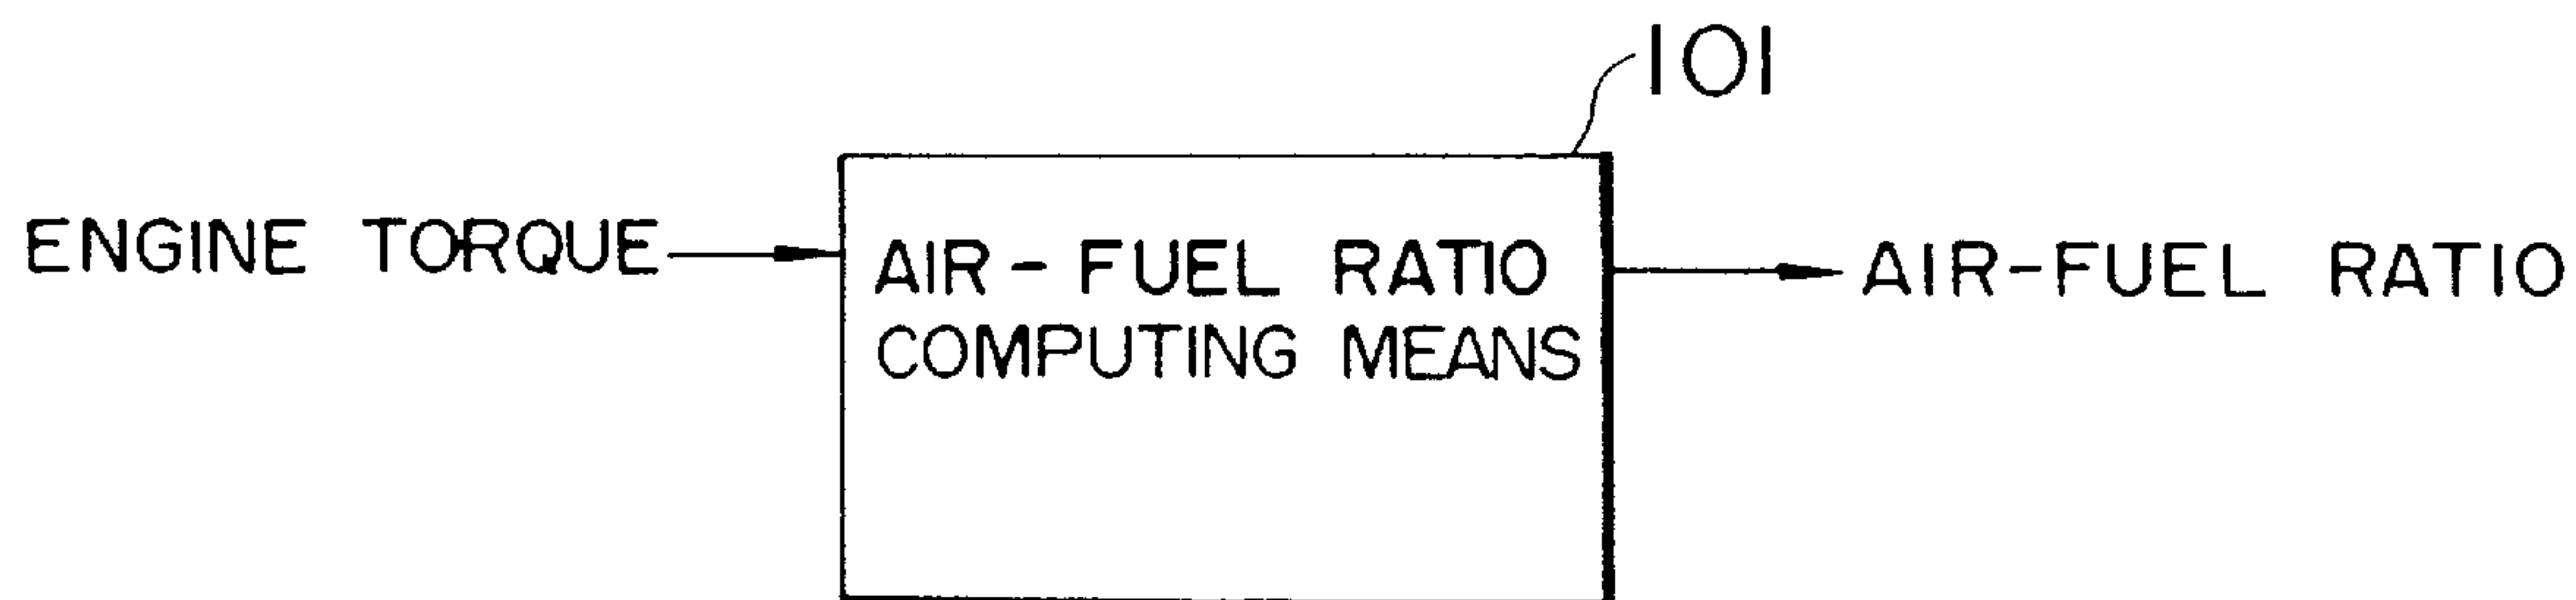 101
ENGINE TORQUE
AIR-FUEL RATIO
COMPUTING MEANS
AIR-FUEL RATIO